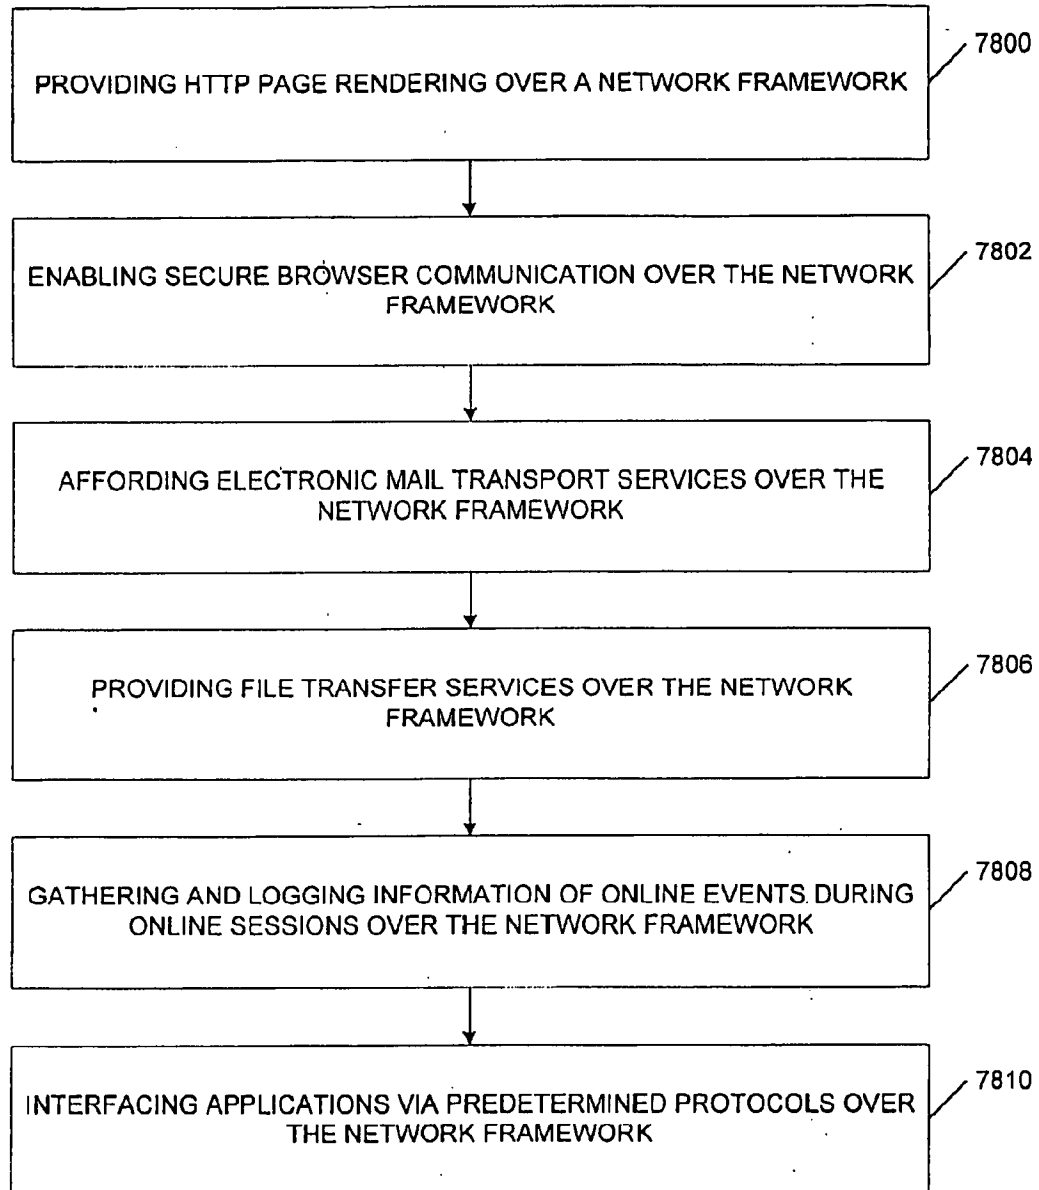 7800
PROVIDING HTTP PAGE RENDERING OVER A NETWORK FRAMEWORK
7802
ENABLING SECURE BROWSER COMMUNICATION OVER THE NETWORK
FRAMEWORK
7804
AFFORDING ELECTRONIC MAIL TRANSPORT SERVICES OVER THE
NETWORK FRAMEWORK
7806
PROVIDING FILE TRANSFER SERVICES OVER THE NETWORK
FRAMEWORK
7808
GATHERING AND LOGGING INFORMATION OF ONLINE EVENTS DURING
ONLINE SESSIONS OVER THE NETWORK FRAMEWORK
7810
INTERFACING APPLICATIONS VIA PREDETERMINED PROTOCOLS OVER
THE NETWORK FRAMEWORK